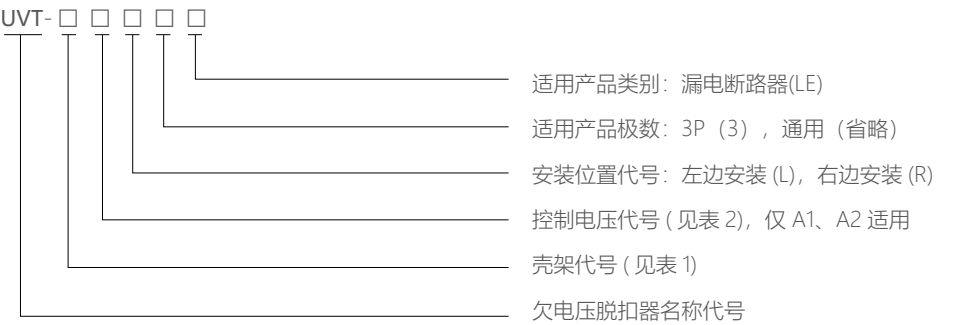 UVT- □ □ □ □ □
适用产品类别：漏电断路器(LE)
适用产品极数：3P（3）, 通用（省略）
安装位置代号：左边安装 (L)，右边安装 (R)
控制电压代号 ( 见表 2)，仅 A1、A2 适用
壳架代号 ( 见表 1)
欠电压脱扣器名称代号